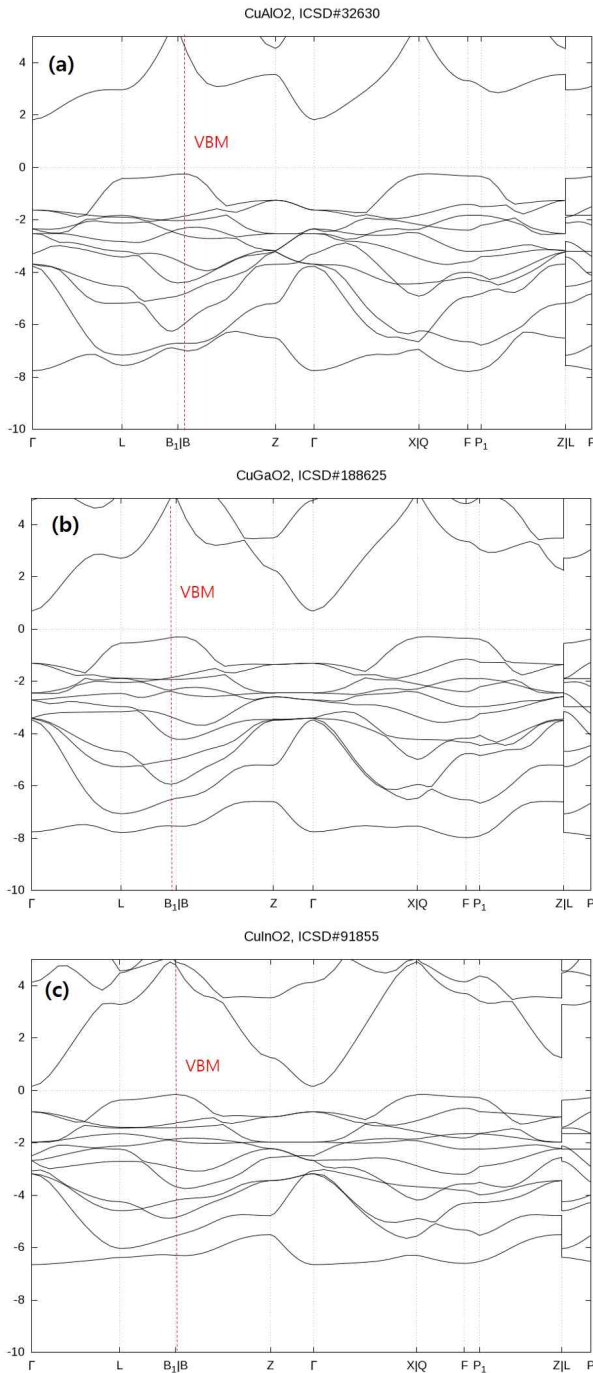 CuAlO2, ICSD#32630
(a)
VBM
4
2
0
-2
-4
-6
-8
-10
Γ L B1|B Z Γ X|Q F P1 Z|L P
CuGaO2, ICSD#188625
(b)
VBM
4
2
0
-2
-4
-6
-8
-10
Γ L B1|B Z Γ X|Q F P1 Z|L P
CuInO2, ICSD#91855
(c)
VBM
4
2
0
-2
-4
-6
-8
-10
Γ L B1|B Z Γ X|Q F P1 Z|L P